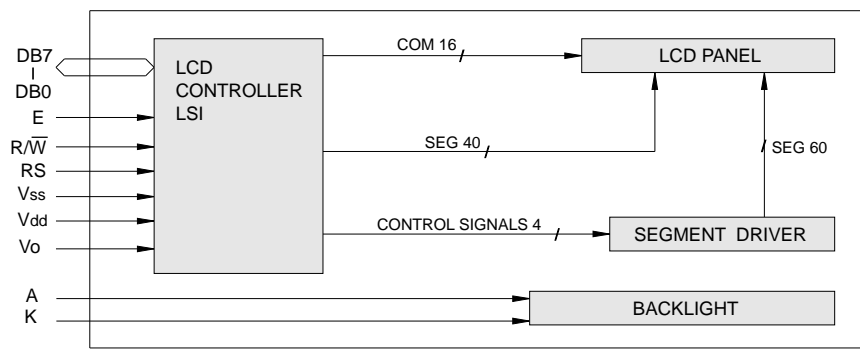 DB7
DB0
E
R/W̅
RS
Vss
Vdd
Vo
A
K
LCD
CONTROLLER
LSI
COM 16
SEG 40
CONTROL SIGNALS 4
LCD PANEL
SEG 60
SEGMENT DRIVER
BACKLIGHT